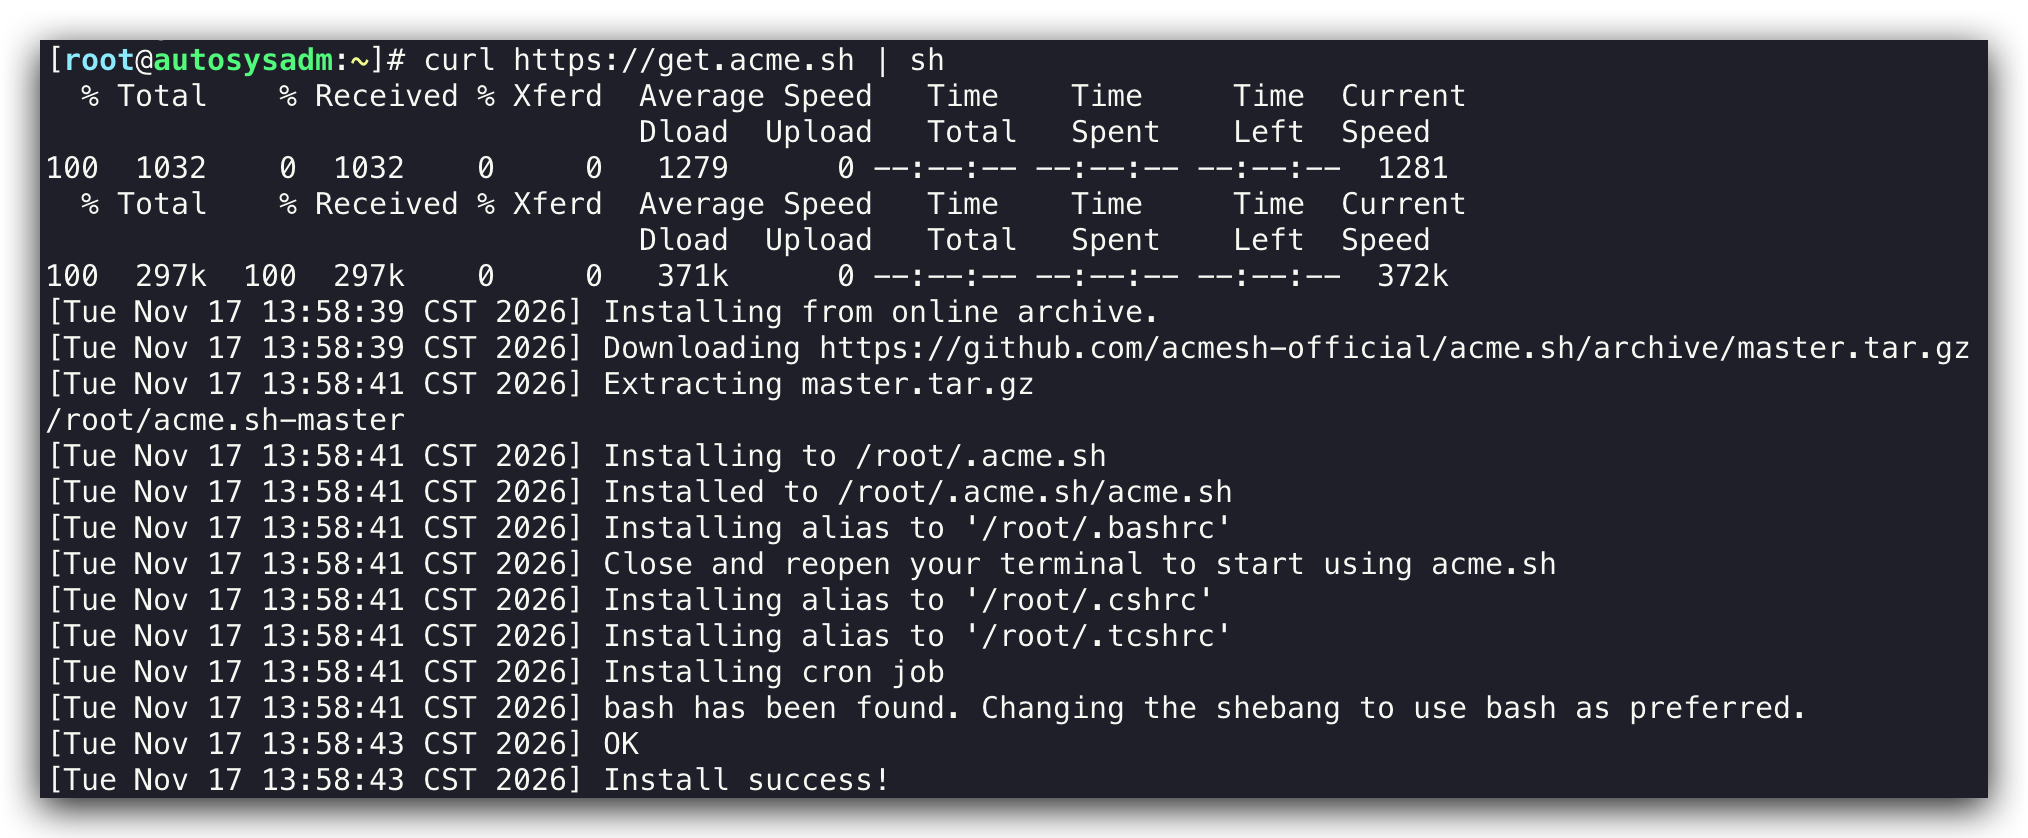 [root@autosysadm:~]# curl https://get.acme.sh | sh
  % Total    % Received % Xferd  Average Speed   Time    Time     Time  Current
                                 Dload  Upload   Total   Spent    Left  Speed
100  1032    0  1032    0     0   1279      0 --:--:-- --:--:-- --:--:--  1281
  % Total    % Received % Xferd  Average Speed   Time    Time     Time  Current
                                 Dload  Upload   Total   Spent    Left  Speed
100  297k  100  297k    0     0   371k      0 --:--:-- --:--:-- --:--:--  372k
[Tue Nov 17 13:58:39 CST 2026] Installing from online archive.
[Tue Nov 17 13:58:39 CST 2026] Downloading https://github.com/acmesh-official/acme.sh/archive/master.tar.gz
[Tue Nov 17 13:58:41 CST 2026] Extracting master.tar.gz
/root/acme.sh-master
[Tue Nov 17 13:58:41 CST 2026] Installing to /root/.acme.sh
[Tue Nov 17 13:58:41 CST 2026] Installed to /root/.acme.sh/acme.sh
[Tue Nov 17 13:58:41 CST 2026] Installing alias to '/root/.bashrc'
[Tue Nov 17 13:58:41 CST 2026] Close and reopen your terminal to start using acme.sh
[Tue Nov 17 13:58:41 CST 2026] Installing alias to '/root/.cshrc'
[Tue Nov 17 13:58:41 CST 2026] Installing alias to '/root/.tcshrc'
[Tue Nov 17 13:58:41 CST 2026] Installing cron job
[Tue Nov 17 13:58:41 CST 2026] bash has been found. Changing the shebang to use bash as preferred.
[Tue Nov 17 13:58:43 CST 2026] OK
[Tue Nov 17 13:58:43 CST 2026] Install success!